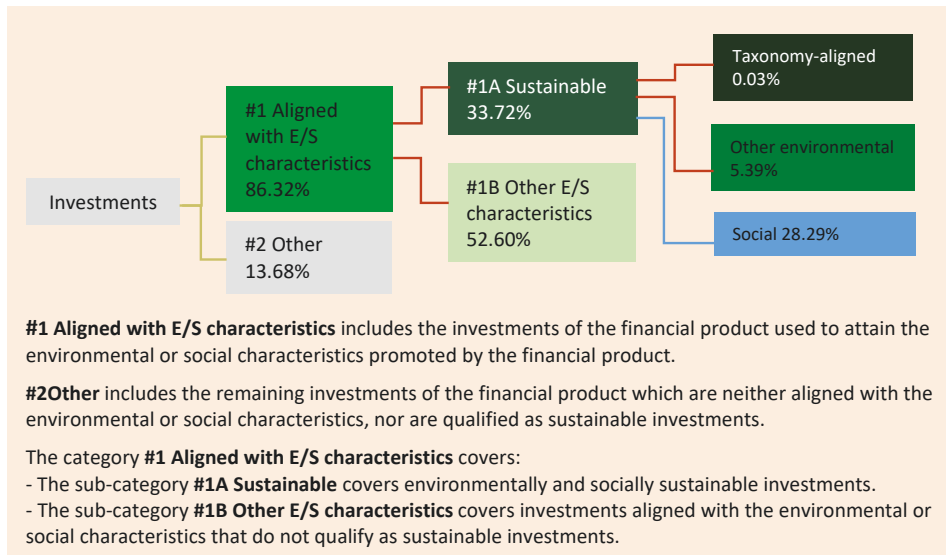 Investments
#1 Aligned
with E/S
characteristics
86.32%
#2 Other
13.68%
#1A Sustainable
33.72%
#1B Other E/S
characteristics
52.60%
Taxonomy-aligned
0.03%
Other environmental
5.39%
Social 28.29%
#1 Aligned with E/S characteristics includes the investments of the financial product used to attain the
environmental or social characteristics promoted by the financial product.
#2Other includes the remaining investments of the financial product which are neither aligned with the
environmental or social characteristics, nor are qualified as sustainable investments.
The category #1 Aligned with E/S characteristics covers:
- The sub-category #1A Sustainable covers environmentally and socially sustainable investments.
- The sub-category #1B Other E/S characteristics covers investments aligned with the environmental or
social characteristics that do not qualify as sustainable investments.